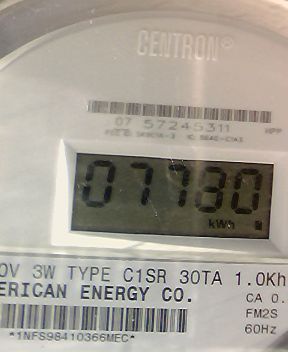 CENTRON®
07 57245311
07780
kWh
0V 3W TYPE C1SR 30TA 1.0Kh
ERICAN ENERGY CO.
CA 0.
FM2S
60Hz
*1NFS98410366MEC*